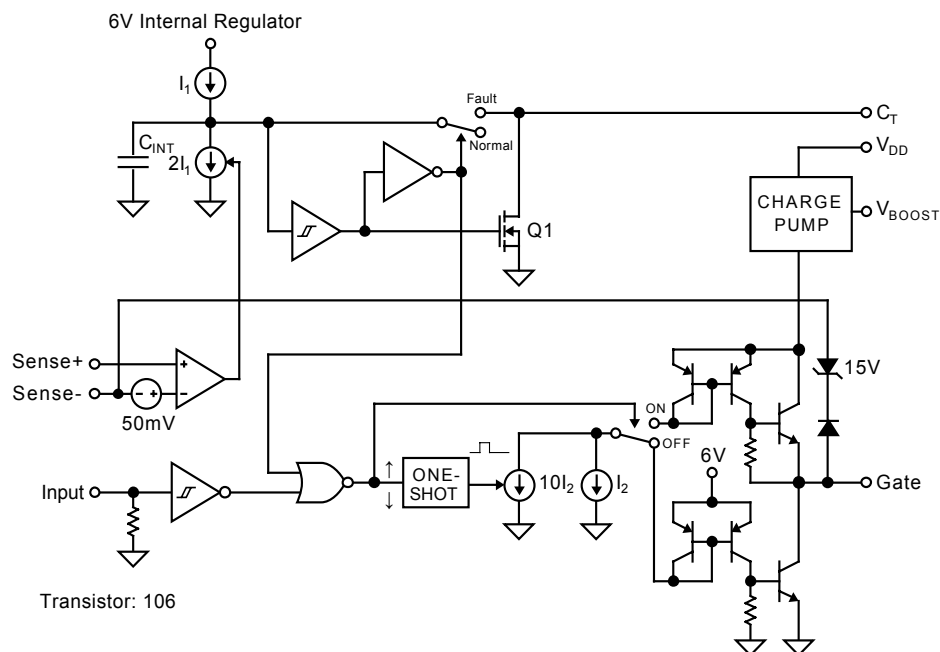 6V Internal Regulator
I1
Fault
CT
CINT
Normal
VDD
2I1
CHARGE
PUMP
VBOOST
Q1
Sense+
+
15V
Sense-
- +
-
50mV
ON
OFF
6V
Input
↑
↓
ONE-
SHOT
10I2
I2
Gate
Transistor: 106